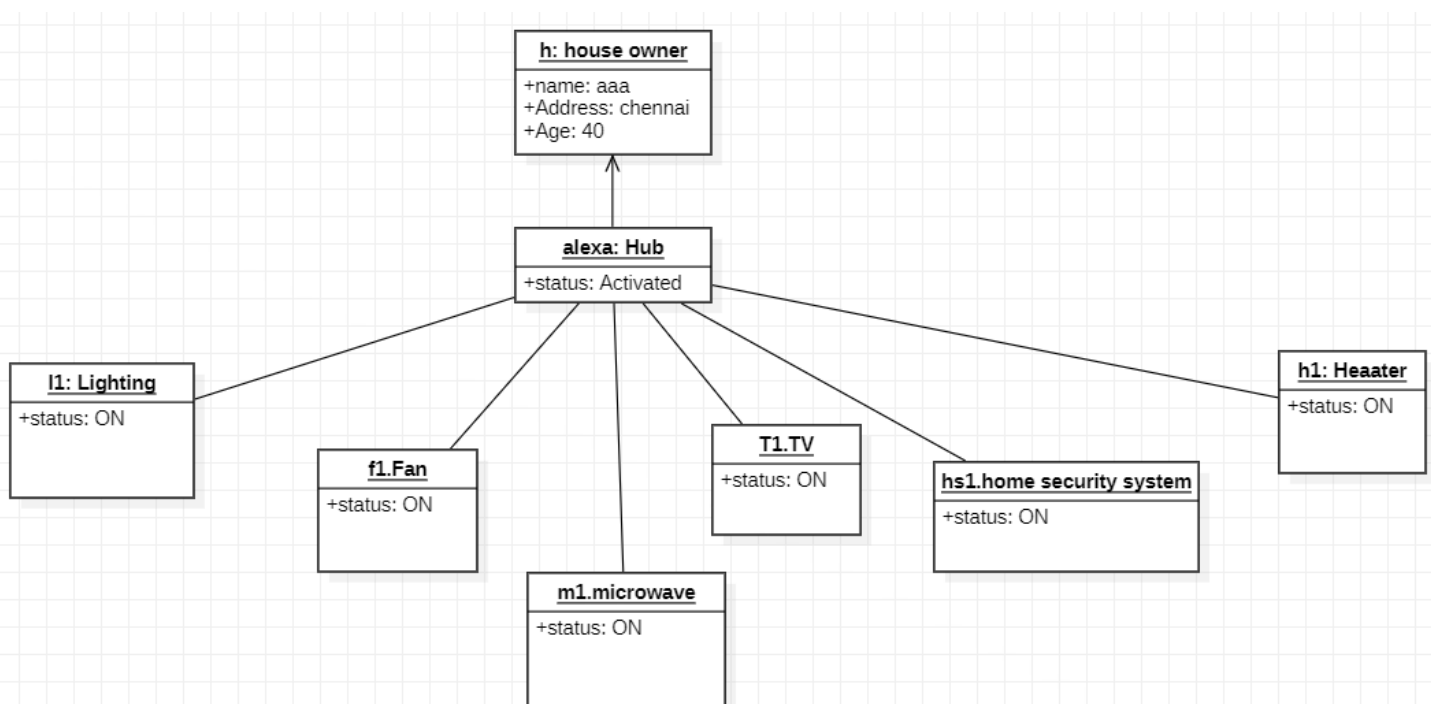 h: house owner
+name: aaa
+Address: chennai
+Age: 40
alexa: Hub
+status: Activated
l1: Lighting
+status: ON
f1.Fan
+status: ON
m1.microwave
+status: ON
T1.TV
+status: ON
hs1.home security system
+status: ON
h1: Heaater
+status: ON